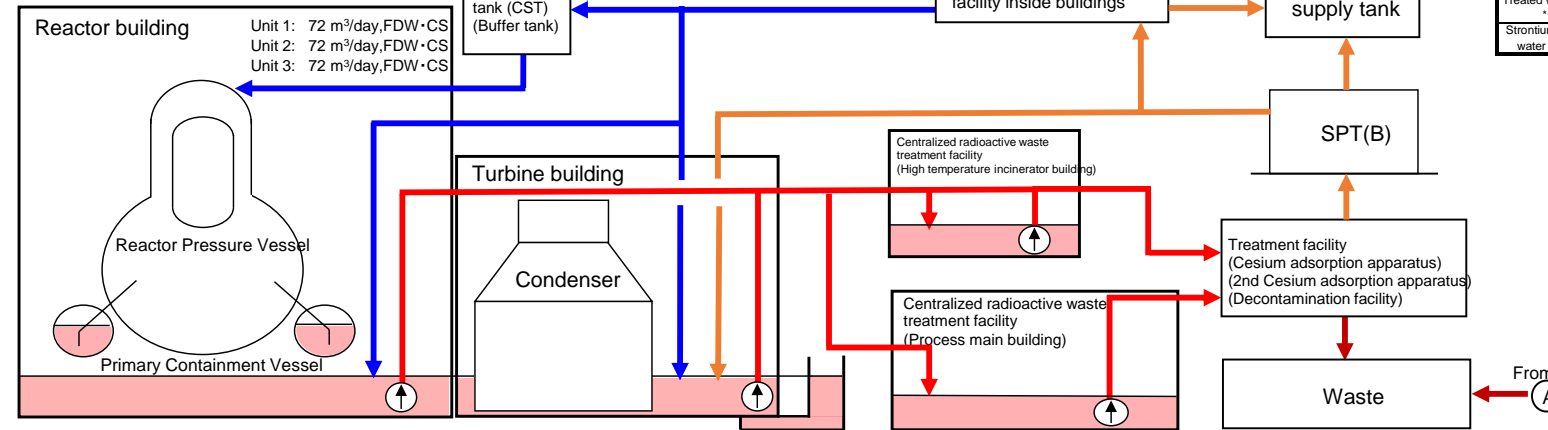 tank (CST)
(Buffer tank)
facility inside buildings
supply tank
water
Reactor building
Unit 1: 72 m³/day,FDW・CS
Unit 2: 72 m³/day,FDW・CS
Unit 3: 72 m³/day,FDW・CS
SPT(B)
Centralized radioactive waste
treatment facility
(High temperature incinerator building)
Turbine building
Reactor Pressure Vessel
Condenser
Treatment facility
(Cesium adsorption apparatus)
(2nd Cesium adsorption apparatus)
(Decontamination facility)
Centralized radioactive waste
treatment facility
(Process main building)
Primary Containment Vessel
Waste
From